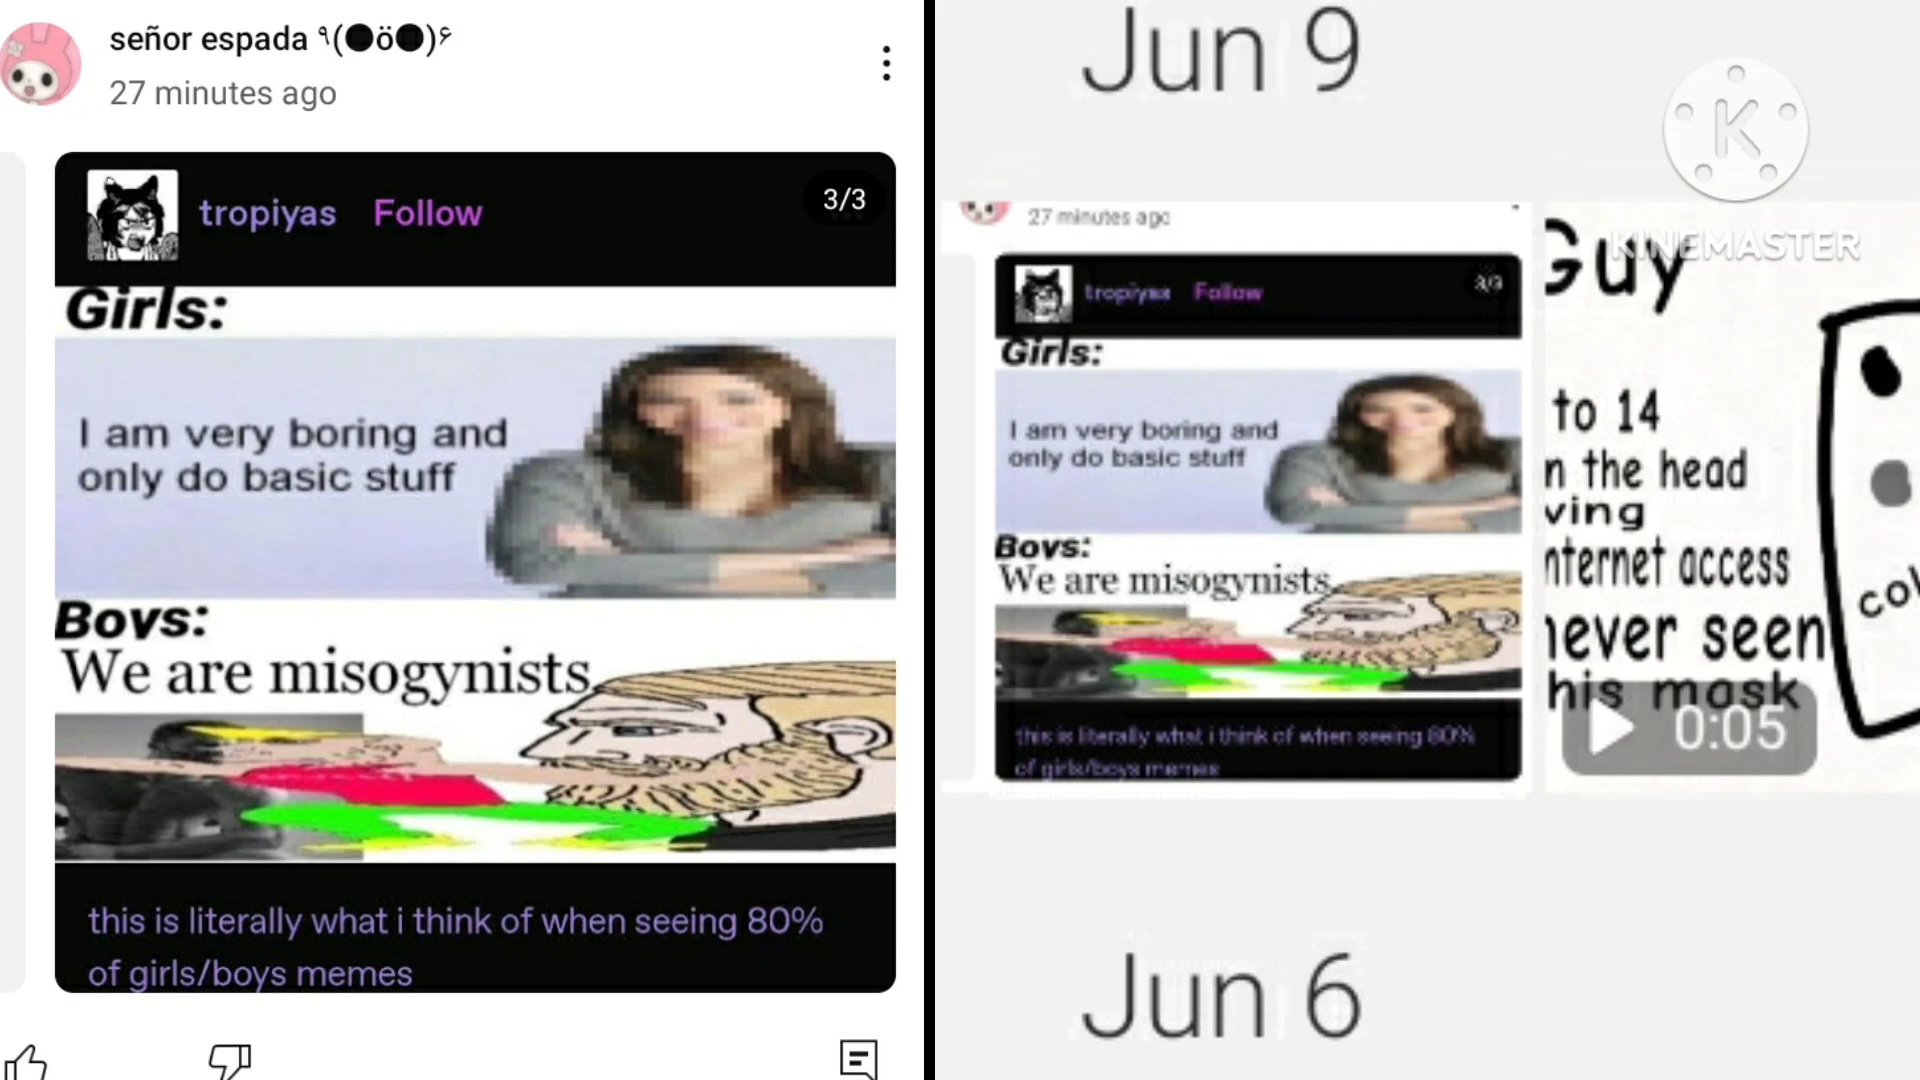 señor espada ٩(●ö●)۶
27 minutes ago
tropiyas Follow
3/3
Girls:
I am very boring and
only do basic stuff
Boys:
We are misogynists
this is literally what i think of when seeing 80%
of girls/boys memes
Jun 9
K
KINEMASTER
27 minutes ago
tropiyas Follow
3/3
Girls:
I am very boring and
only do basic stuff
Boys:
We are misogynists
this is literally what i think of when seeing 80%
of girls/boys memes
Guy
to 14
n the head
ving
nternet access
never seen
his mask
0:05
col
Jun 6